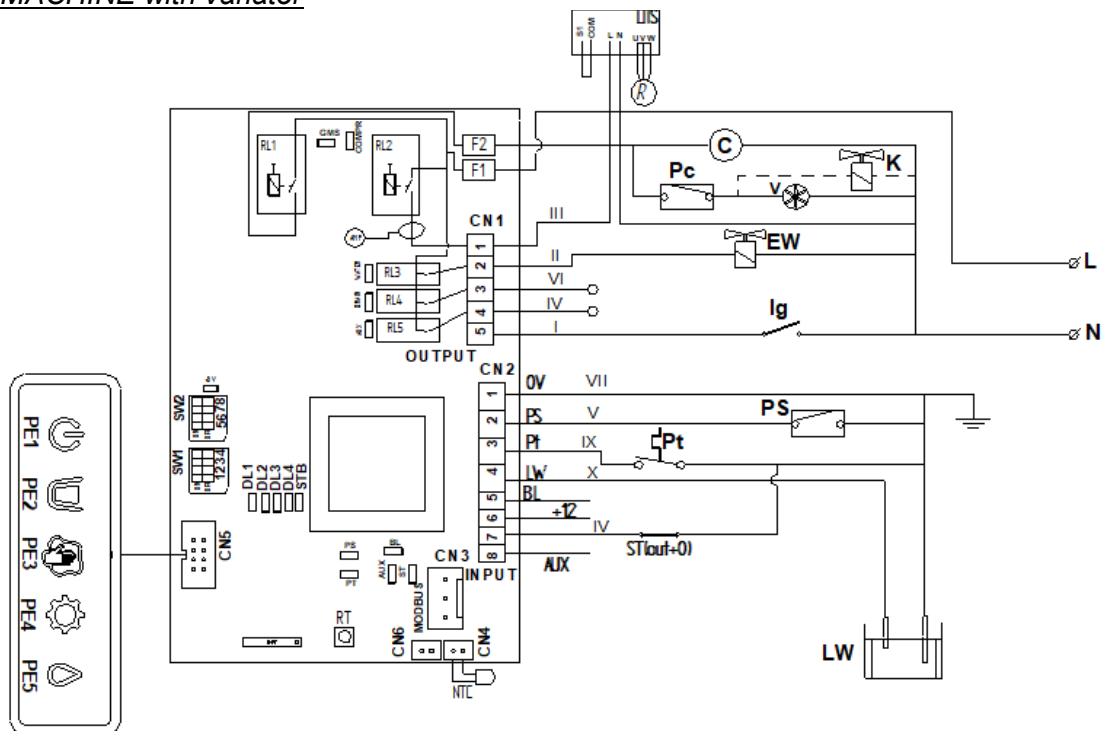 MACHINE with variator
S1
COM
L N
UVW
R
RL1
GMS
COMPR
RL2
F2
F1
C
K
Pc
V
CN1
III
1
II
EW
2
RL3
VI
3
RL4
IV
4
RL5
I
5
Ig
L
N
OUTPUT
CN2
0V VII
1
PS V PS
2
Pt IX Pt
3
LW X
4
BL
5
+12
6
IV
7
ST(out+0)
AUX
8
INPUT
SW2
5678
SW1
1234
DL1
DL2
DL3
DL4
STB
CN5
PS
BL
PT
AUX
ST
CN3
MODBUS
RT
CN6
CN4
NTC
LW
PE1
PE2
PE3
PE4
PE5